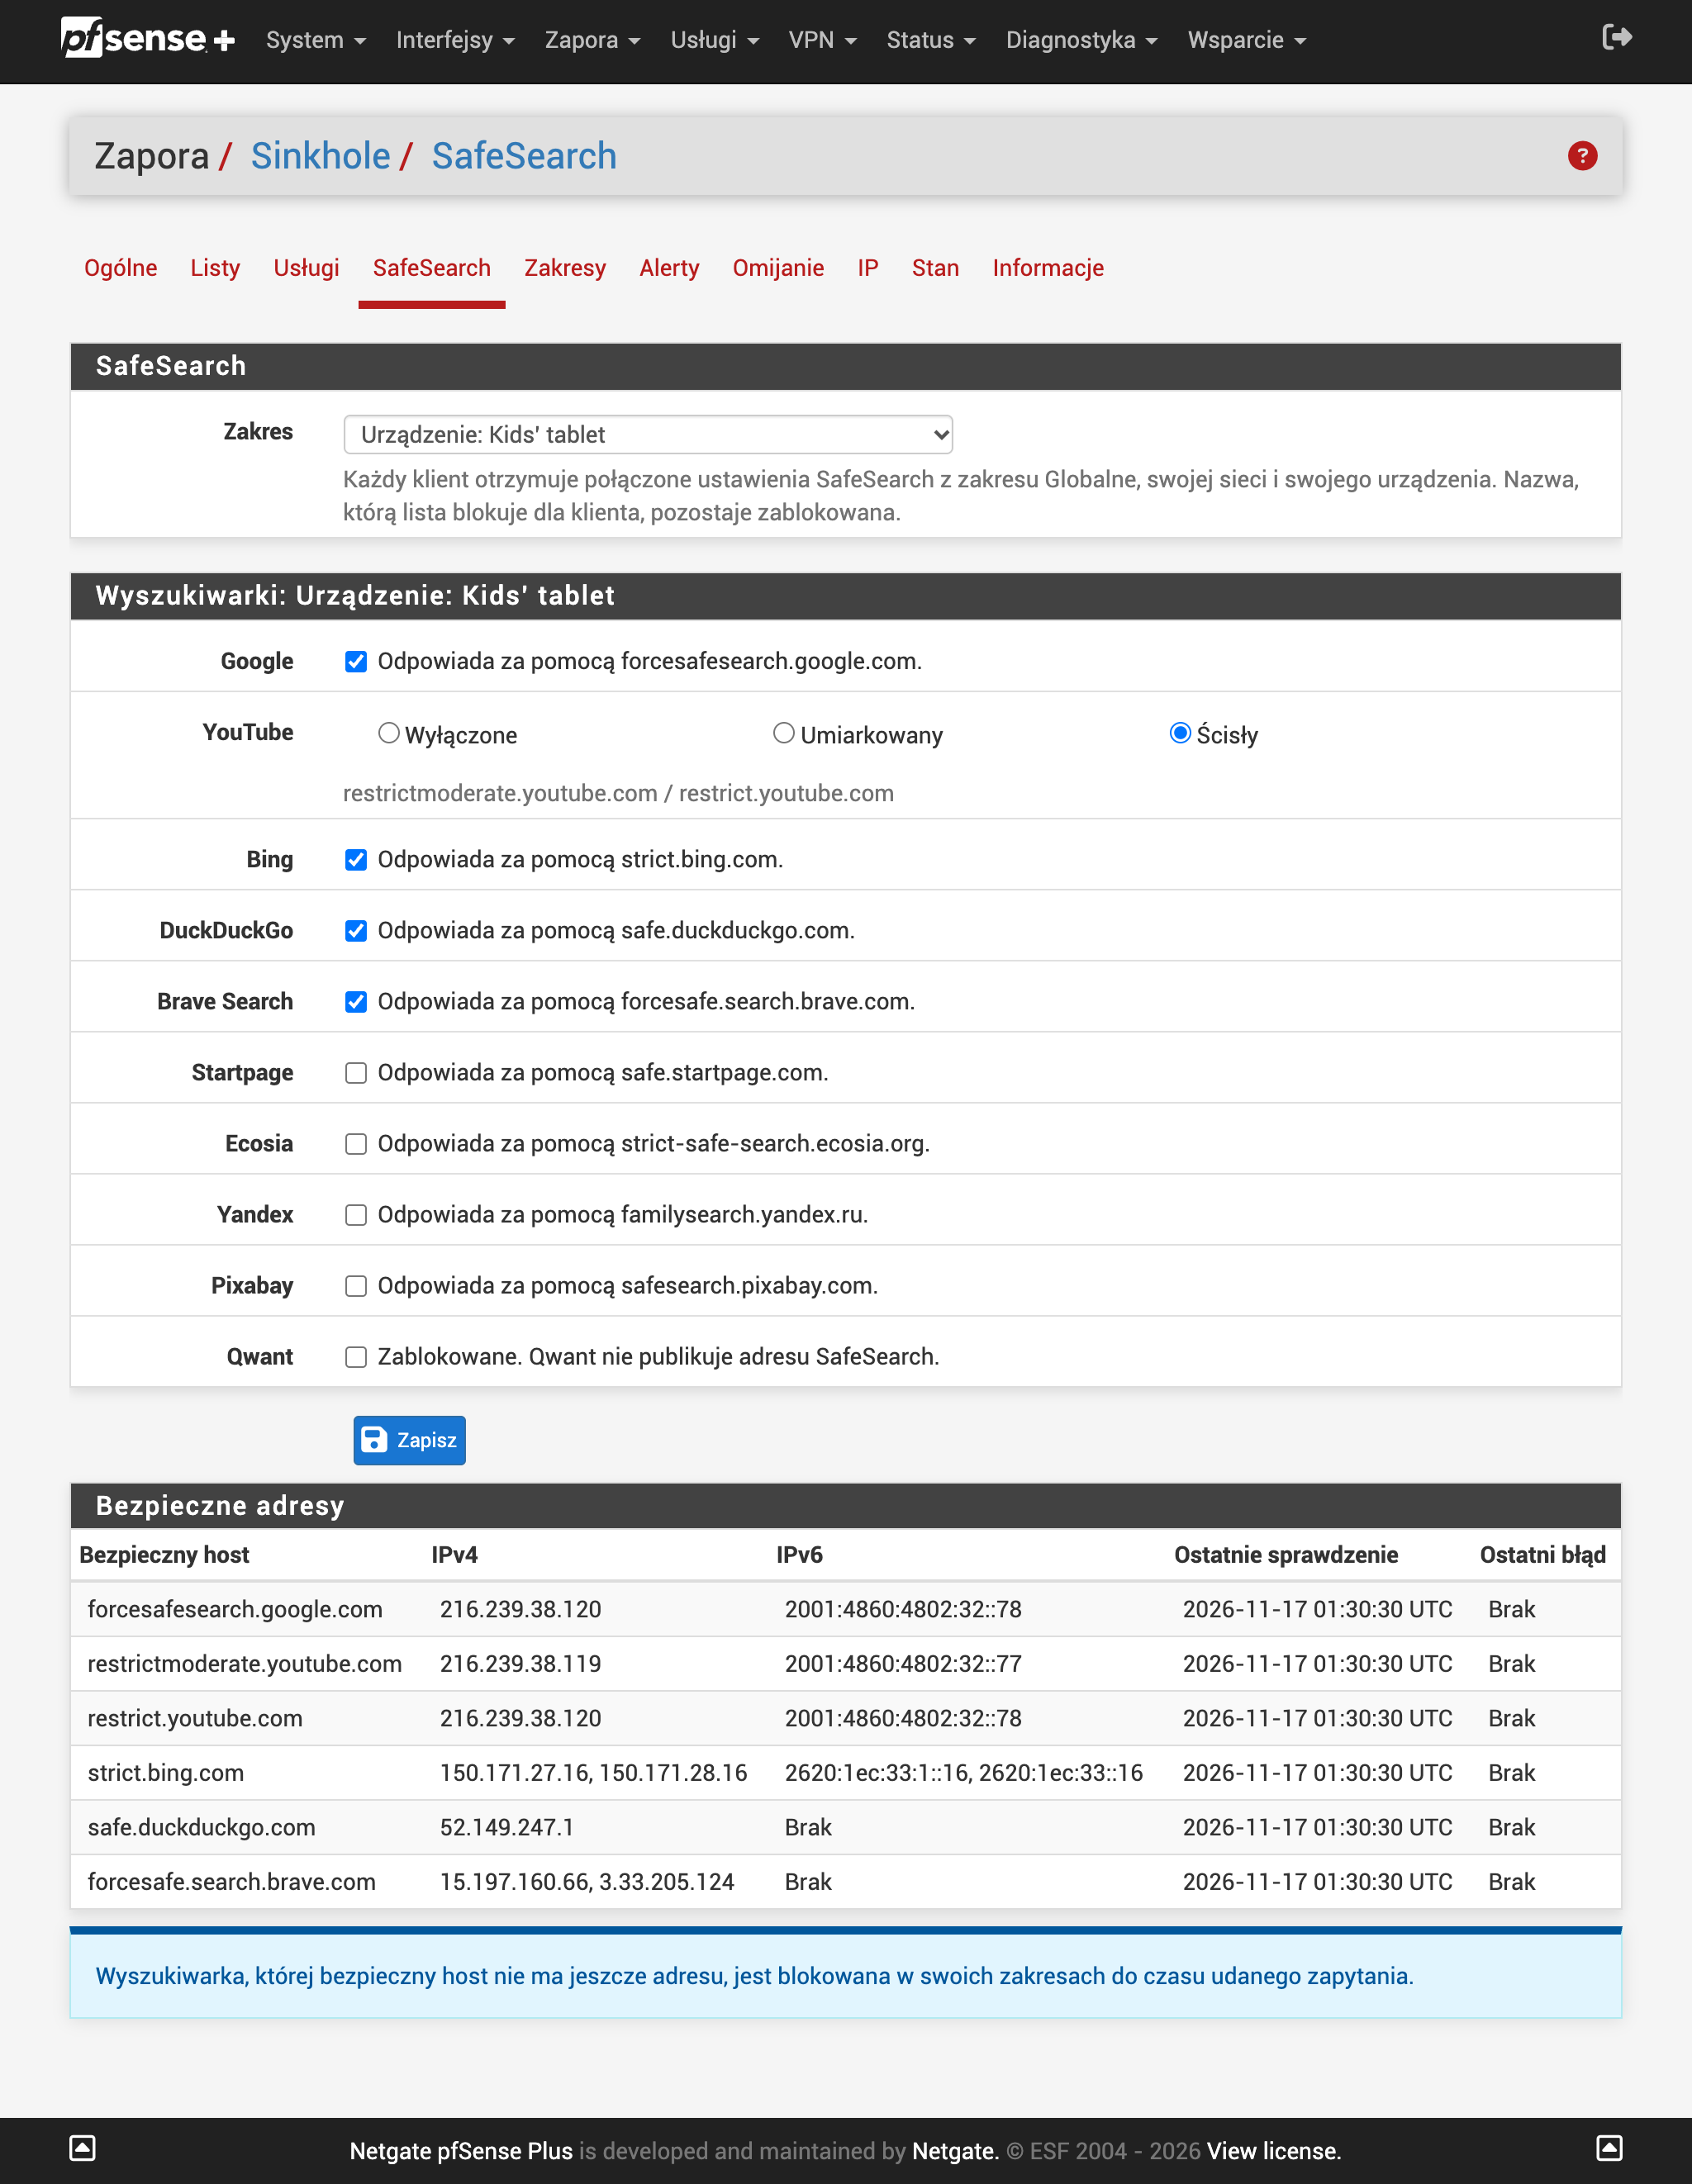 pfsense+ System Interfejsy Zapora Usługi VPN Status Diagnostyka Wsparcie
Zapora / Sinkhole / SafeSearch ?
Ogólne Listy Usługi SafeSearch Zakresy Alerty Omijanie IP Stan Informacje
SafeSearch
Zakres Urządzenie: Kids' tablet
Każdy klient otrzymuje połączone ustawienia SafeSearch z zakresu Globalne, swojej sieci i swojego urządzenia. Nazwa,
którą lista blokuje dla klienta, pozostaje zablokowana.
Wyszukiwarki: Urządzenie: Kids' tablet
Google Odpowiada za pomocą forcesafesearch.google.com.
YouTube Wyłączone Umiarkowany Ścisły
restrictmoderate.youtube.com / restrict.youtube.com
Bing Odpowiada za pomocą strict.bing.com.
DuckDuckGo Odpowiada za pomocą safe.duckduckgo.com.
Brave Search Odpowiada za pomocą forcesafe.search.brave.com.
Startpage Odpowiada za pomocą safe.startpage.com.
Ecosia Odpowiada za pomocą strict-safe-search.ecosia.org.
Yandex Odpowiada za pomocą familysearch.yandex.ru.
Pixabay Odpowiada za pomocą safesearch.pixabay.com.
Qwant Zablokowane. Qwant nie publikuje adresu SafeSearch.
Zapisz
Bezpieczne adresy
Bezpieczny host IPv4 IPv6 Ostatnie sprawdzenie Ostatni błąd
forcesafesearch.google.com 216.239.38.120 2001:4860:4802:32::78 2026-11-17 01:30:30 UTC Brak
restrictmoderate.youtube.com 216.239.38.119 2001:4860:4802:32::77 2026-11-17 01:30:30 UTC Brak
restrict.youtube.com 216.239.38.120 2001:4860:4802:32::78 2026-11-17 01:30:30 UTC Brak
strict.bing.com 150.171.27.16, 150.171.28.16 2620:1ec:33:1::16, 2620:1ec:33::16 2026-11-17 01:30:30 UTC Brak
safe.duckduckgo.com 52.149.247.1 Brak 2026-11-17 01:30:30 UTC Brak
forcesafe.search.brave.com 15.197.160.66, 3.33.205.124 Brak 2026-11-17 01:30:30 UTC Brak
Wyszukiwarka, której bezpieczny host nie ma jeszcze adresu, jest blokowana w swoich zakresach do czasu udanego zapytania.
Netgate pfSense Plus is developed and maintained by Netgate. © ESF 2004 - 2026 View license.